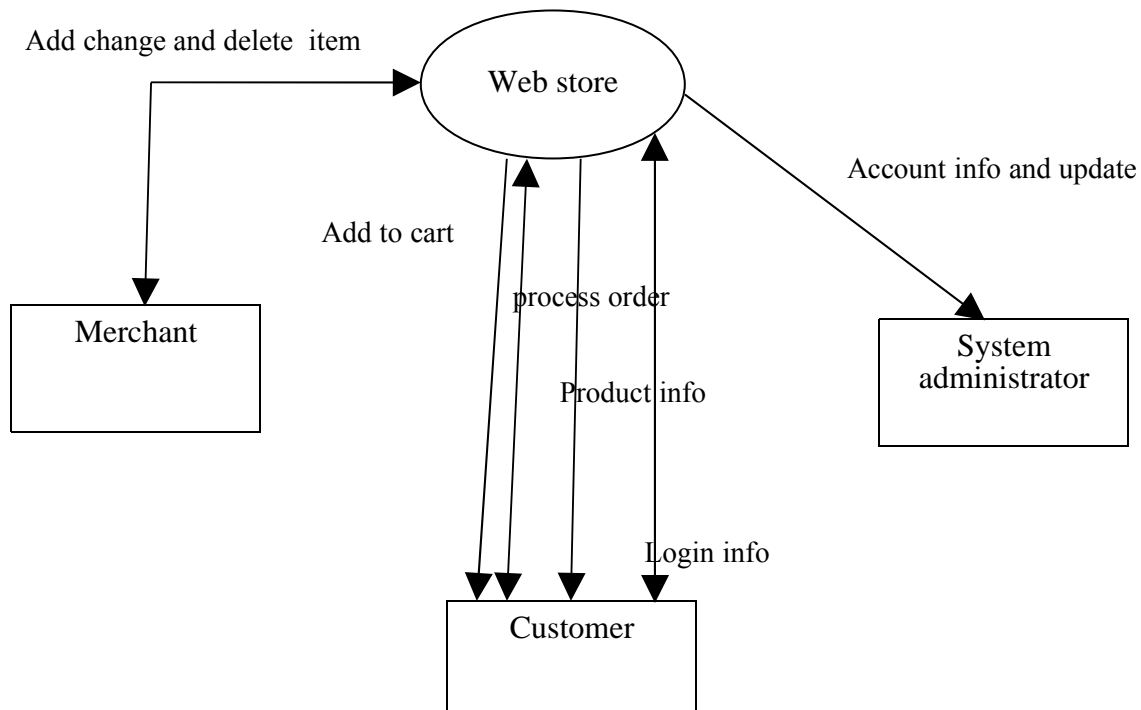 Add change and delete item
Web store
Account info and update
Add to cart
process order
Merchant
System
administrator
Product info
Login info
Customer